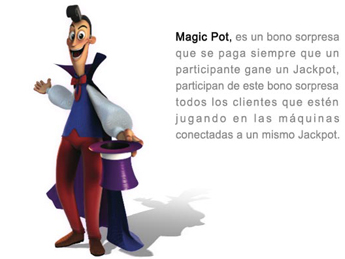 Magic Pot, es un bono sorpresa
que se paga siempre que un
participante gane un Jackpot,
participan de este bono sorpresa
todos los clientes que estén
jugando en las máquinas
conectadas a un mismo Jackpot.